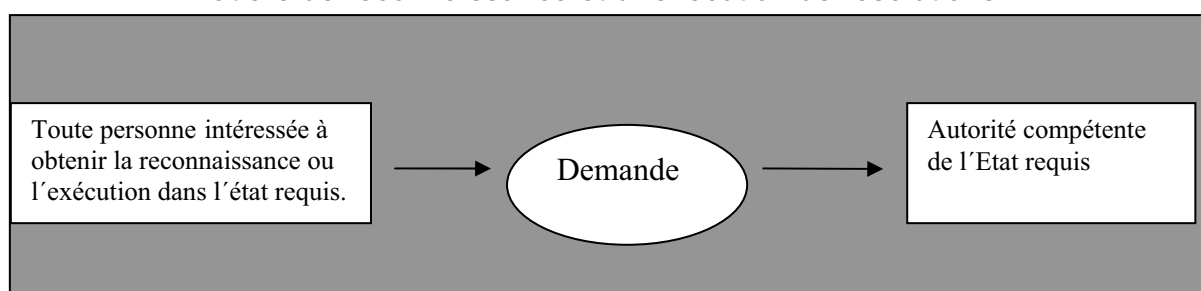 Toute personne intéressée à
obtenir la reconnaissance ou
l´exécution dans l´état requis.
Demande
Autorité compétente
de l´Etat requis